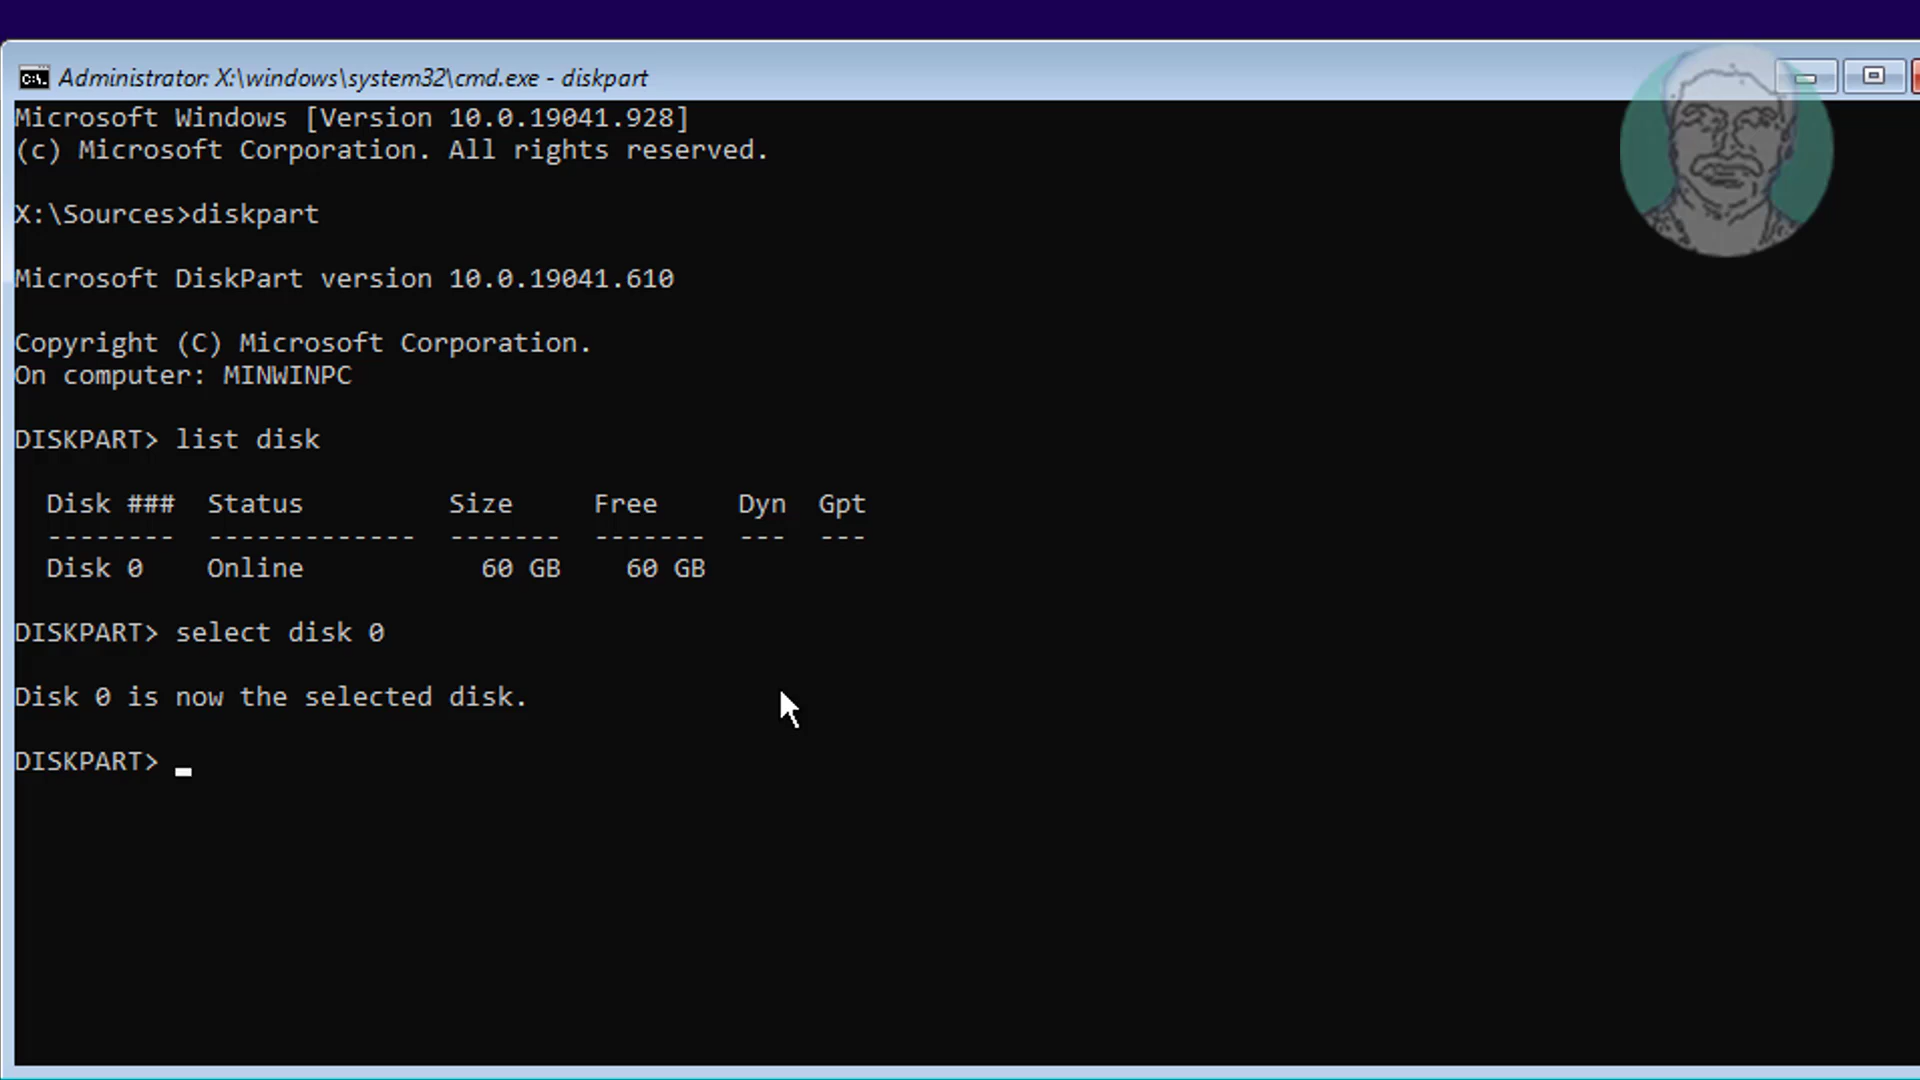 Administrator: X:\windows\system32\cmd.exe - diskpart
Microsoft Windows [Version 10.0.19041.928]
(c) Microsoft Corporation. All rights reserved.
X:\Sources>diskpart
Microsoft DiskPart version 10.0.19041.610
Copyright (C) Microsoft Corporation.
On computer: MINWINPC
DISKPART> list disk
Disk ###  Status         Size     Free     Dyn  Gpt
--------  -------------  -------  -------  ---  ---
Disk 0    Online           60 GB    60 GB
DISKPART> select disk 0
Disk 0 is now the selected disk.
DISKPART> _